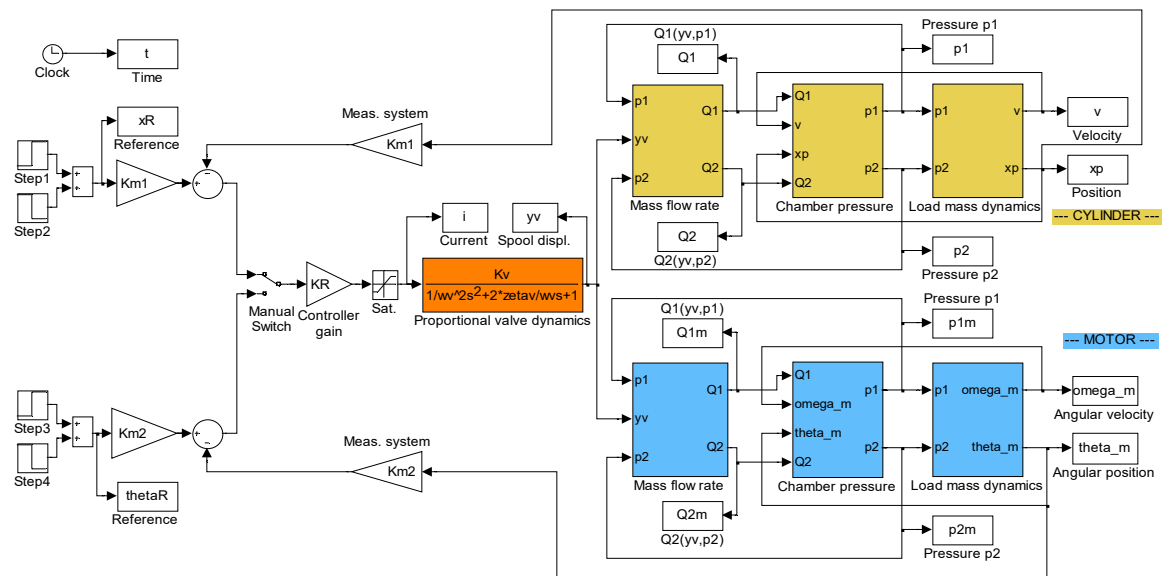 Clock
t
Time
xR
Reference
Step1
Step2
Km1
Meas. system
Km1
Manual
Switch
KR
Controller
gain
Sat.
i
Current
yv
Spool displ.
Kv
1/wv^2s²+2*zetav/wvs+1
Proportional valve dynamics
Q1(yv,p1)
Q1
p1
yv
p2
Q1
Q2
Mass flow rate
Q2
Q2(yv,p2)
Q1
v
xp
Q2
p1
p2
Chamber pressure
Pressure p1
p1
p1
p2
v
xp
Load mass dynamics
v
Velocity
xp
Position
--- CYLINDER ---
p2
Pressure p2
Step3
Step4
Km2
thetaR
Reference
Meas. system
Km2
Q1(yv,p1)
Q1m
p1
yv
p2
Q1
Q2
Mass flow rate
Q2m
Q2(yv,p2)
Q1
omega_m
theta_m
Q2
p1
p2
Chamber pressure
Pressure p1
p1m
--- MOTOR ---
p1
p2
omega_m
theta_m
Load mass dynamics
omega_m
Angular velocity
theta_m
Angular position
p2m
Pressure p2